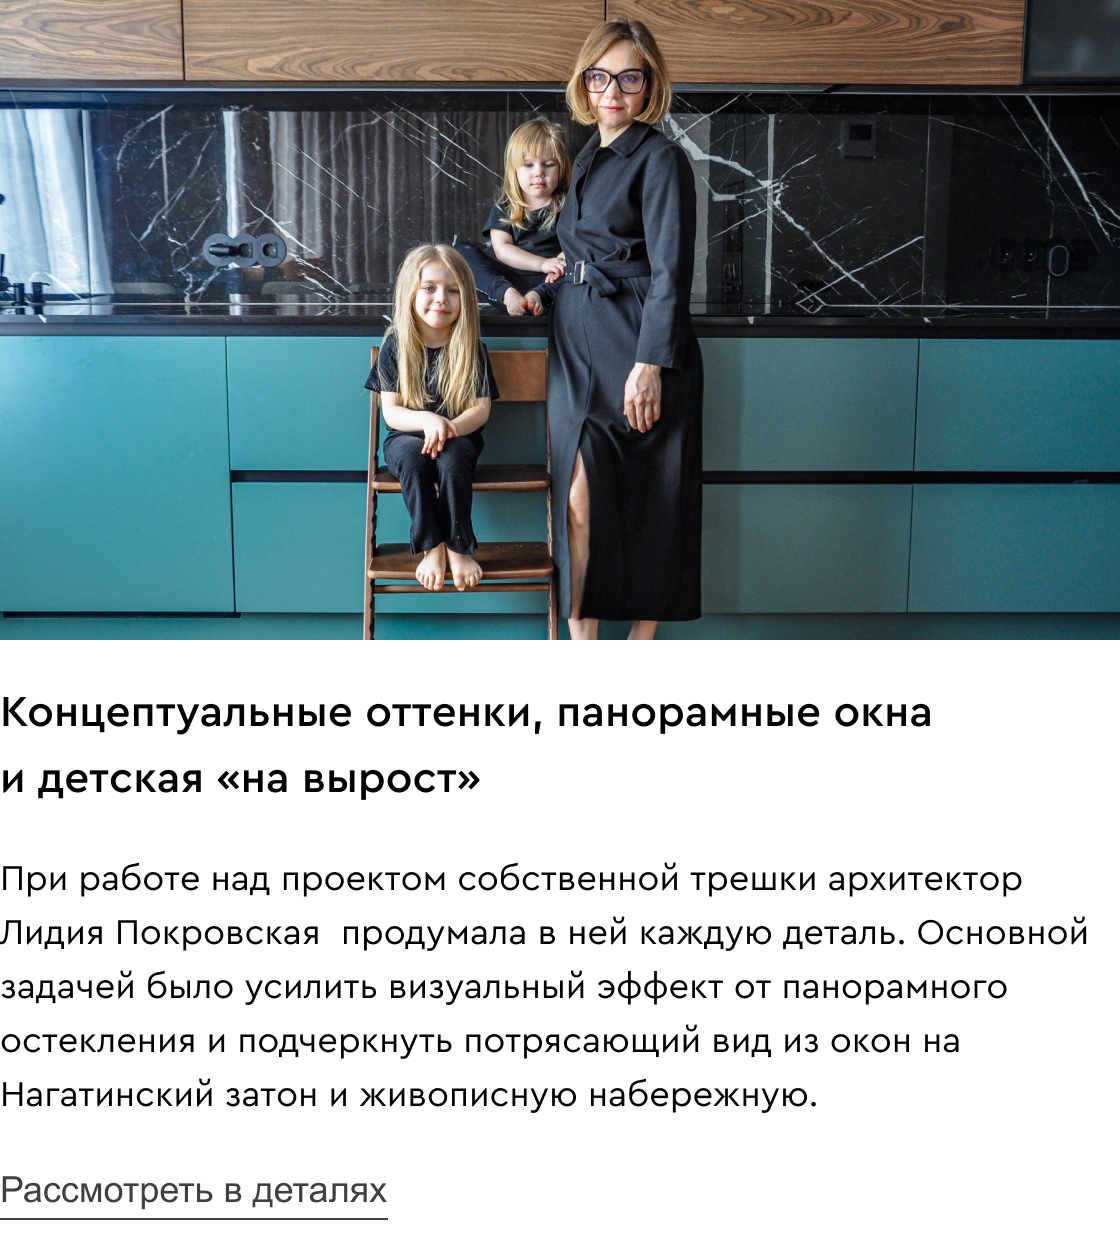 Концептуальные оттенки, панорамные окна
и детская «на вырост»
При работе над проектом собственной трешки архитектор
Лидия Покровская  продумала в ней каждую деталь. Основной
задачей было усилить визуальный эффект от панорамного
остекления и подчеркнуть потрясающий вид из окон на
Нагатинский затон и живописную набережную.
Рассмотреть в деталях